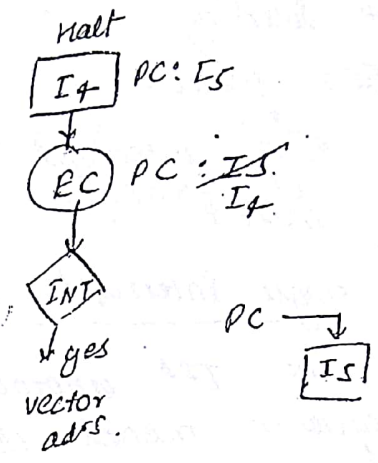 Halt
I4 PC: I5
EC PC : I5.
I4.
INT
PC
I5
yes
vector
adrs.